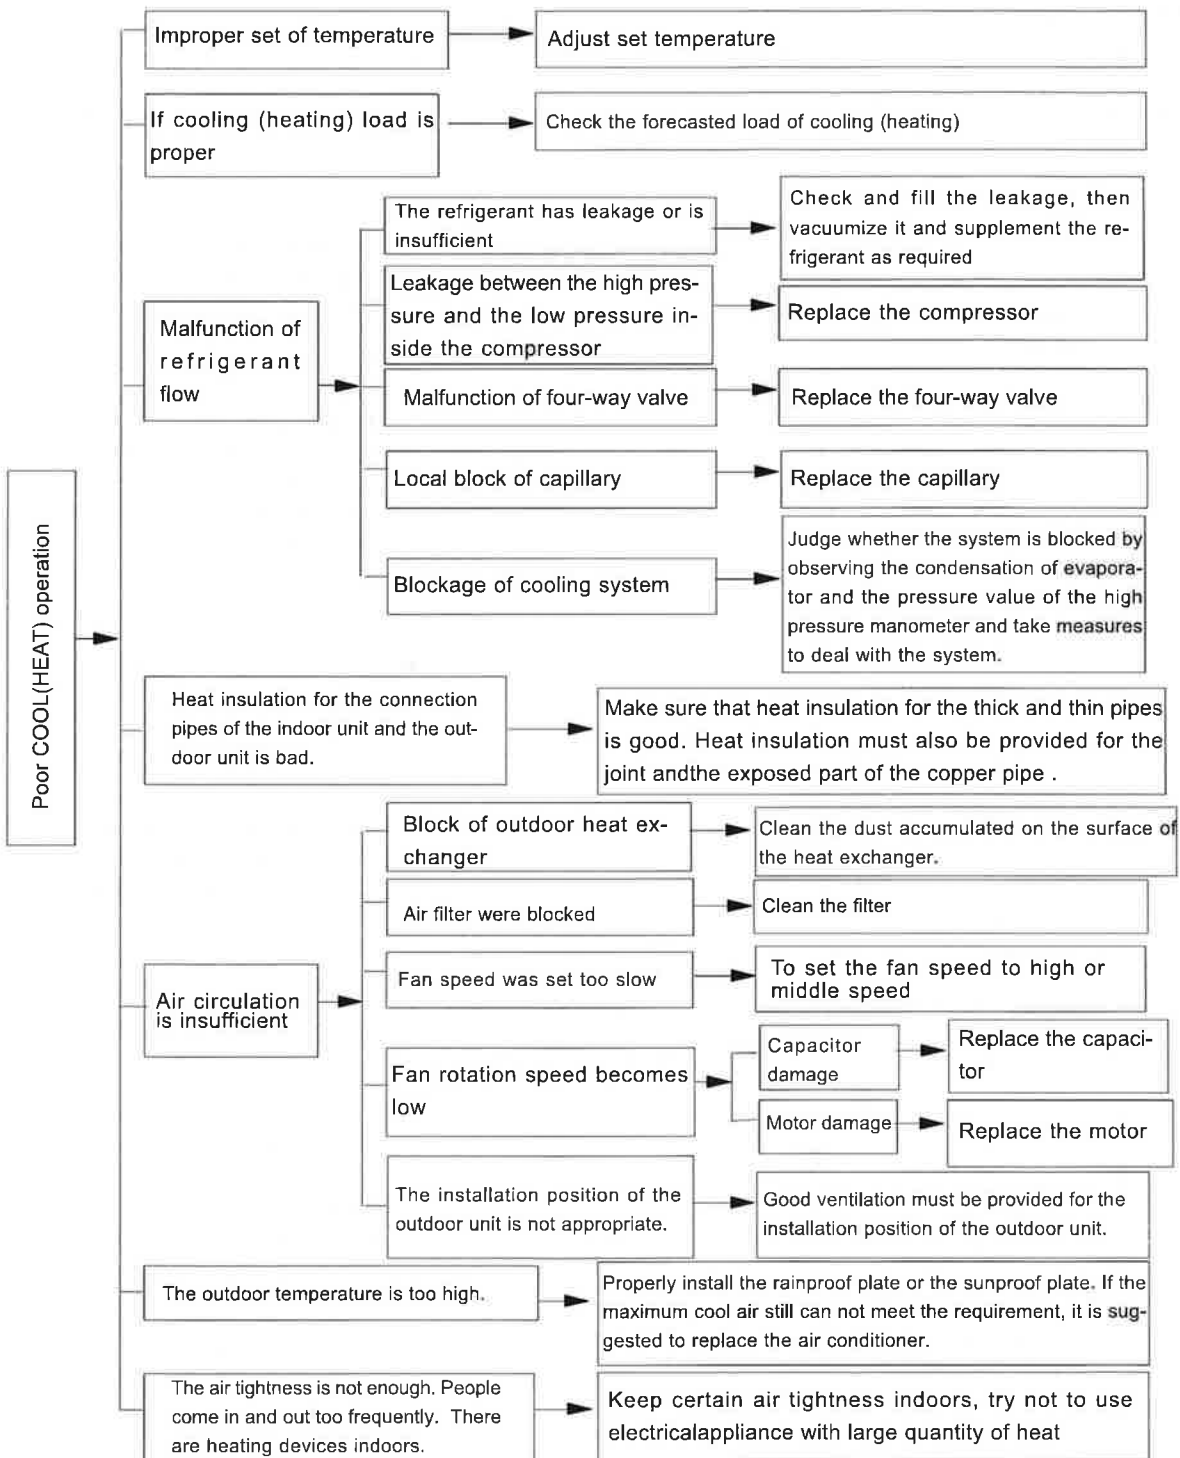 Poor COOL(HEAT) operation
Improper set of temperature
Adjust set temperature
If cooling (heating) load is
proper
Check the forecasted load of cooling (heating)
Malfunction of
refrigerant
flow
The refrigerant has leakage or is
insufficient
Check and fill the leakage, then
vacuumize it and supplement the re-
frigerant as required
Leakage between the high pres-
sure and the low pressure in-
side the compressor
Replace the compressor
Malfunction of four-way valve
Replace the four-way valve
Local block of capillary
Replace the capillary
Blockage of cooling system
Judge whether the system is blocked by
observing the condensation of evapora-
tor and the pressure value of the high
pressure manometer and take measures
to deal with the system.
Heat insulation for the connection
pipes of the indoor unit and the out-
door unit is bad.
Make sure that heat insulation for the thick and thin pipes
is good. Heat insulation must also be provided for the
joint andthe exposed part of the copper pipe .
Air circulation
is insufficient
Block of outdoor heat ex-
changer
Clean the dust accumulated on the surface of
the heat exchanger.
Air filter were blocked
Clean the filter
Fan speed was set too slow
To set the fan speed to high or
middle speed
Fan rotation speed becomes
low
Capacitor
damage
Replace the capaci-
tor
Motor damage
Replace the motor
The installation position of the
outdoor unit is not appropriate.
Good ventilation must be provided for the
installation position of the outdoor unit.
The outdoor temperature is too high.
Properly install the rainproof plate or the sunproof plate. If the
maximum cool air still can not meet the requirement, it is sug-
gested to replace the air conditioner.
The air tightness is not enough. People
come in and out too frequently. There
are heating devices indoors.
Keep certain air tightness indoors, try not to use
electricalappliance with large quantity of heat